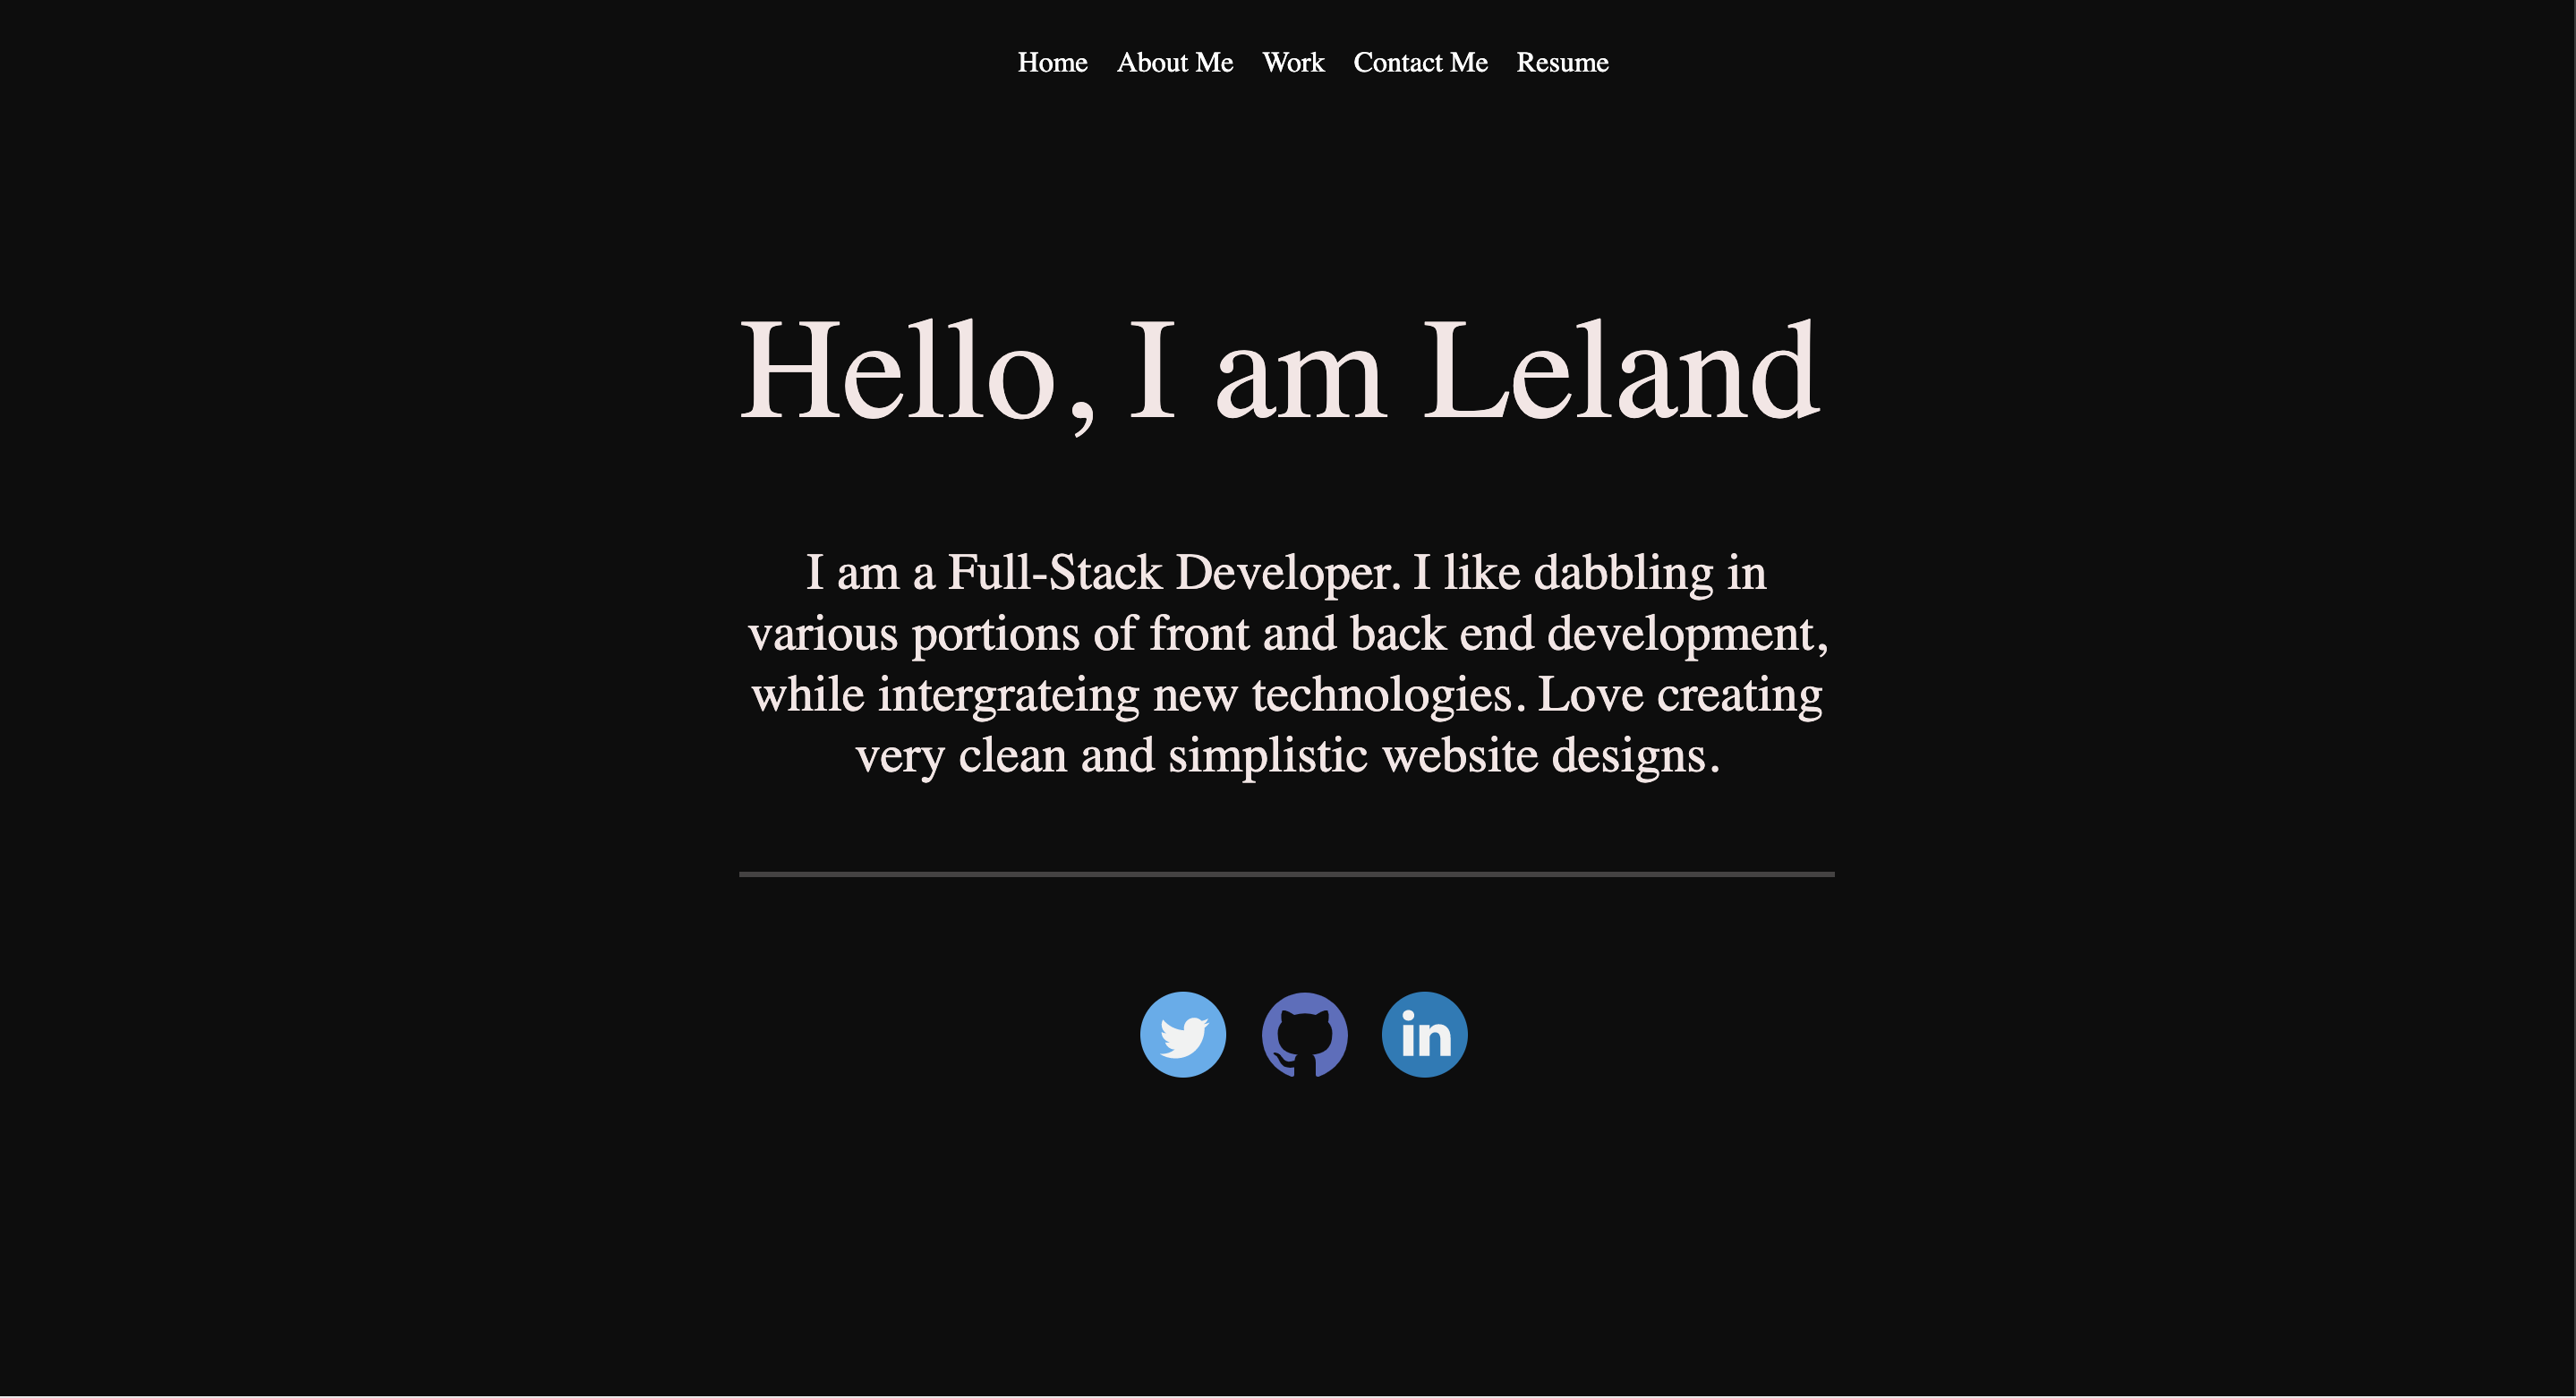 Home About Me Work Contact Me Resume
Hello, I am Leland
I am a Full-Stack Developer. I like dabbling in
various portions of front and back end development,
while intergrateing new technologies. Love creating
very clean and simplistic website designs.
in